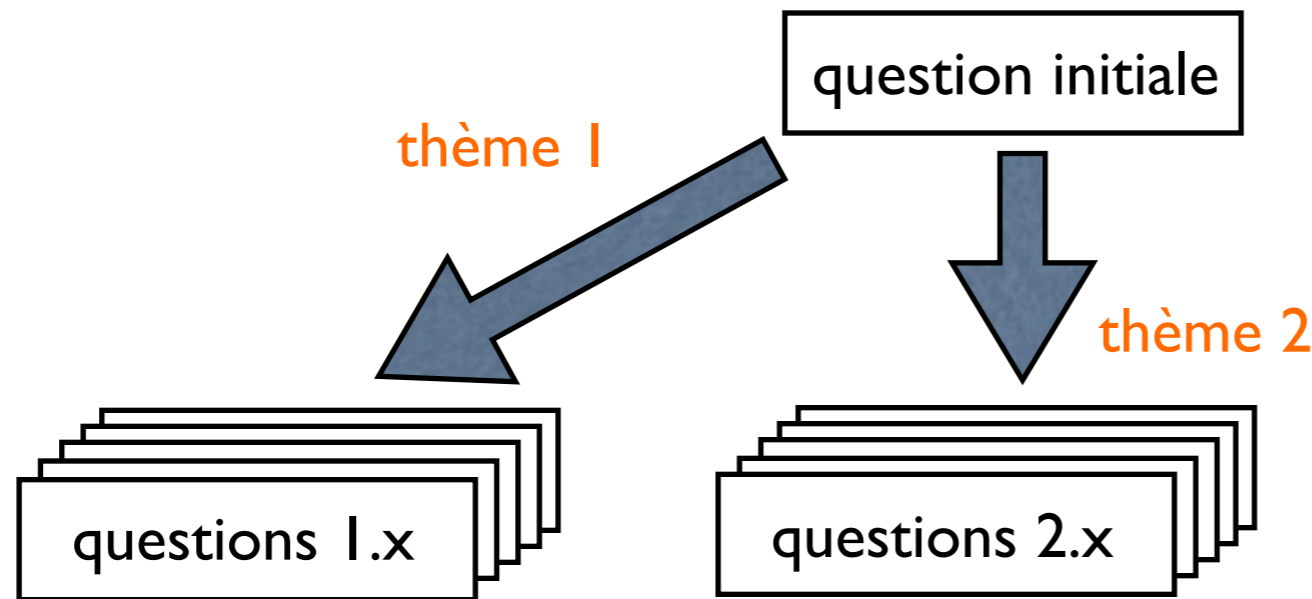 question initiale
thème 1
thème 2
questions 1.x
questions 2.x